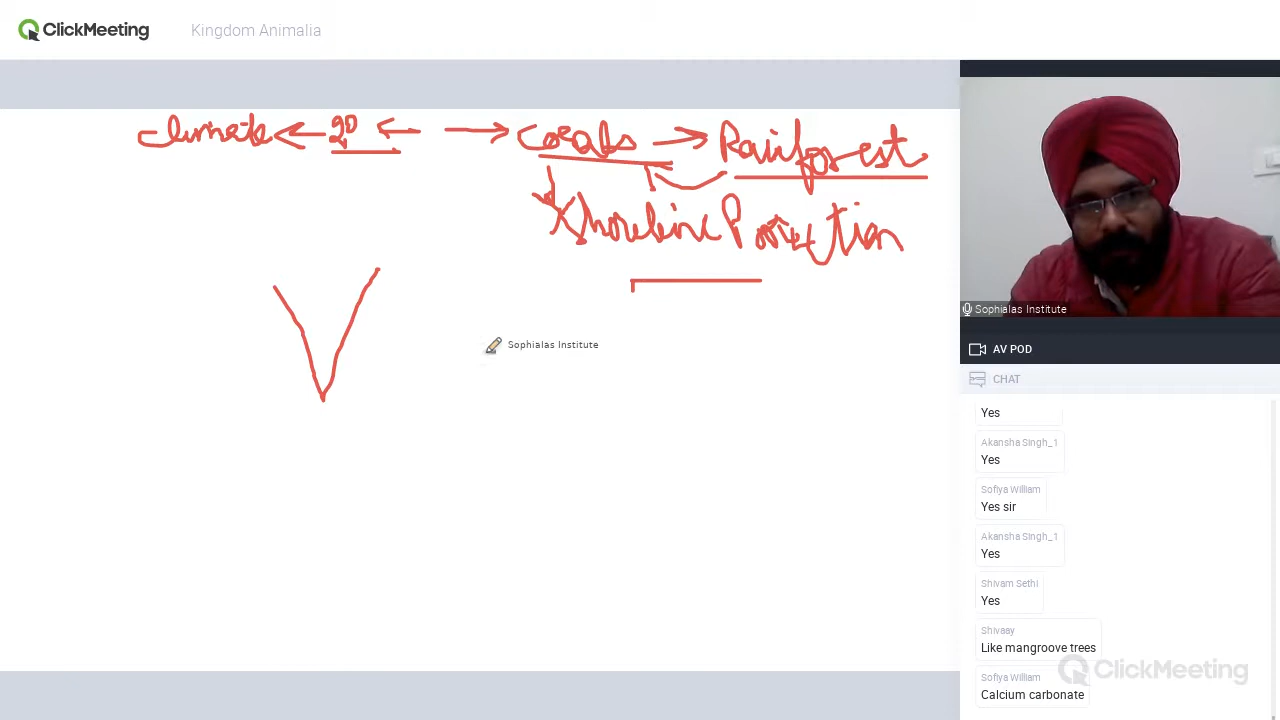 ClickMeeting Kingdom Animalia
Climate ← 2° ← → Corals → Rainforest
Shoreline Protection
Sophialas Institute
Sophialas Institute
AV POD
CHAT
Yes
Akansha Singh_1
Yes
Sofiya William
Yes sir
Akansha Singh_1
Yes
Shivam Sethi
Yes
Shivaay
Like mangroove trees
Sofiya William
Calcium carbonate
ClickMeeting